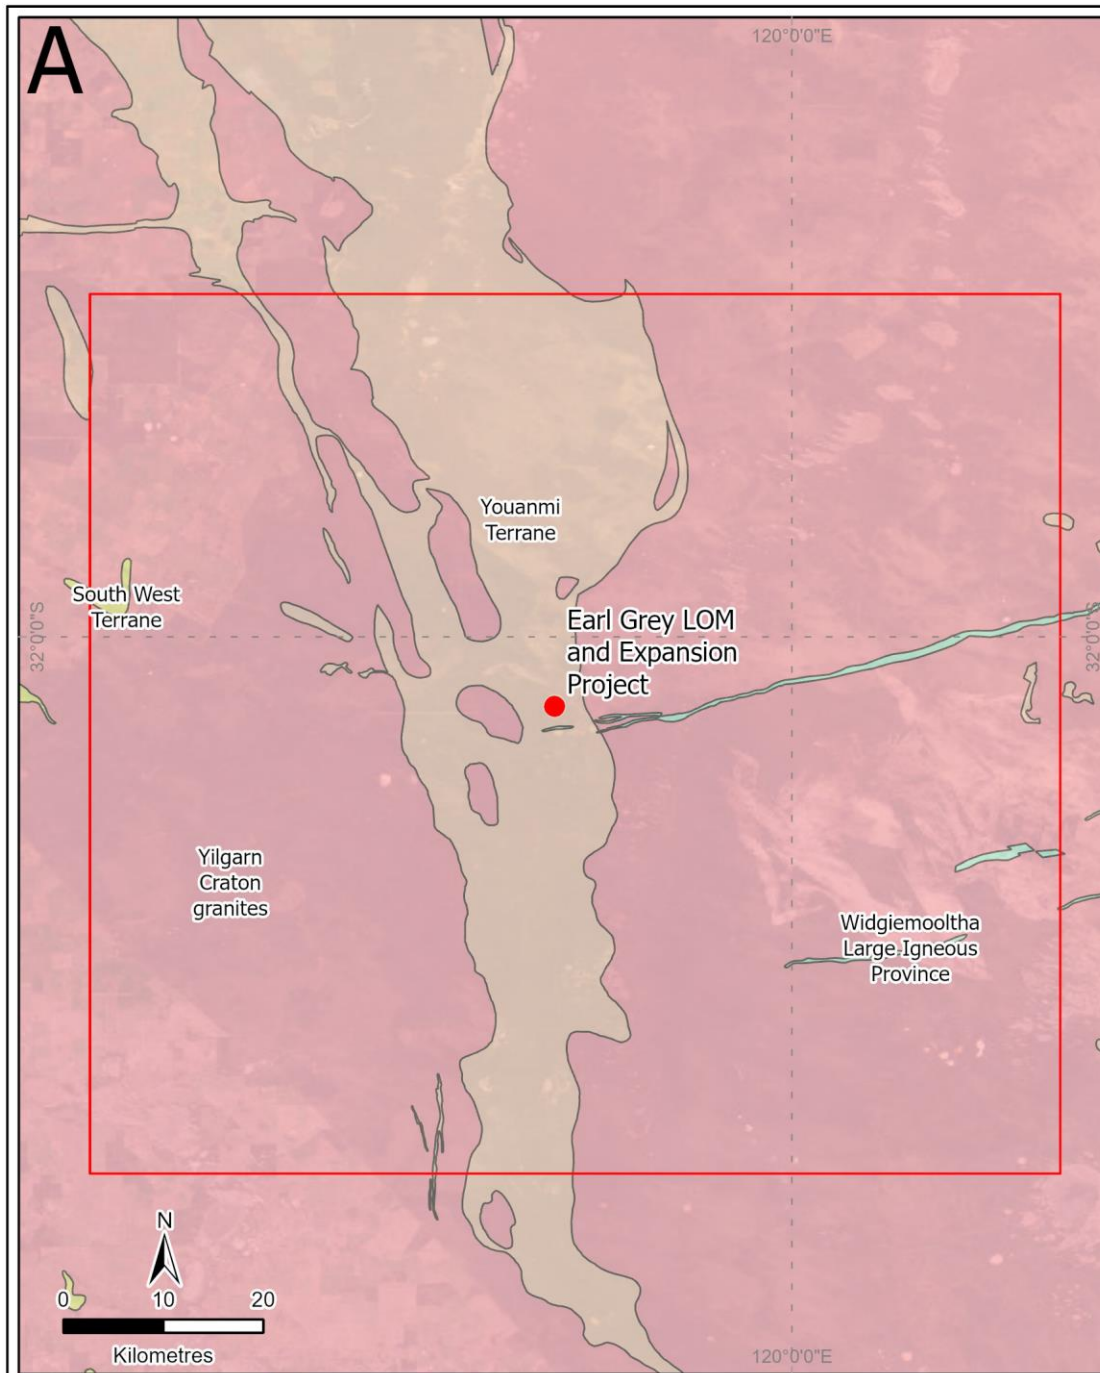 A
120°0'0"E
Youanmi
Terrane
South West
Terrane
32°0'0"S
32°0'0"S
Earl Grey LOM
and Expansion
Project
Yilgarn
Craton
granites
Widgiemooltha
Large Igneous
Province
N
0 10 20
Kilometres
120°0'0"E